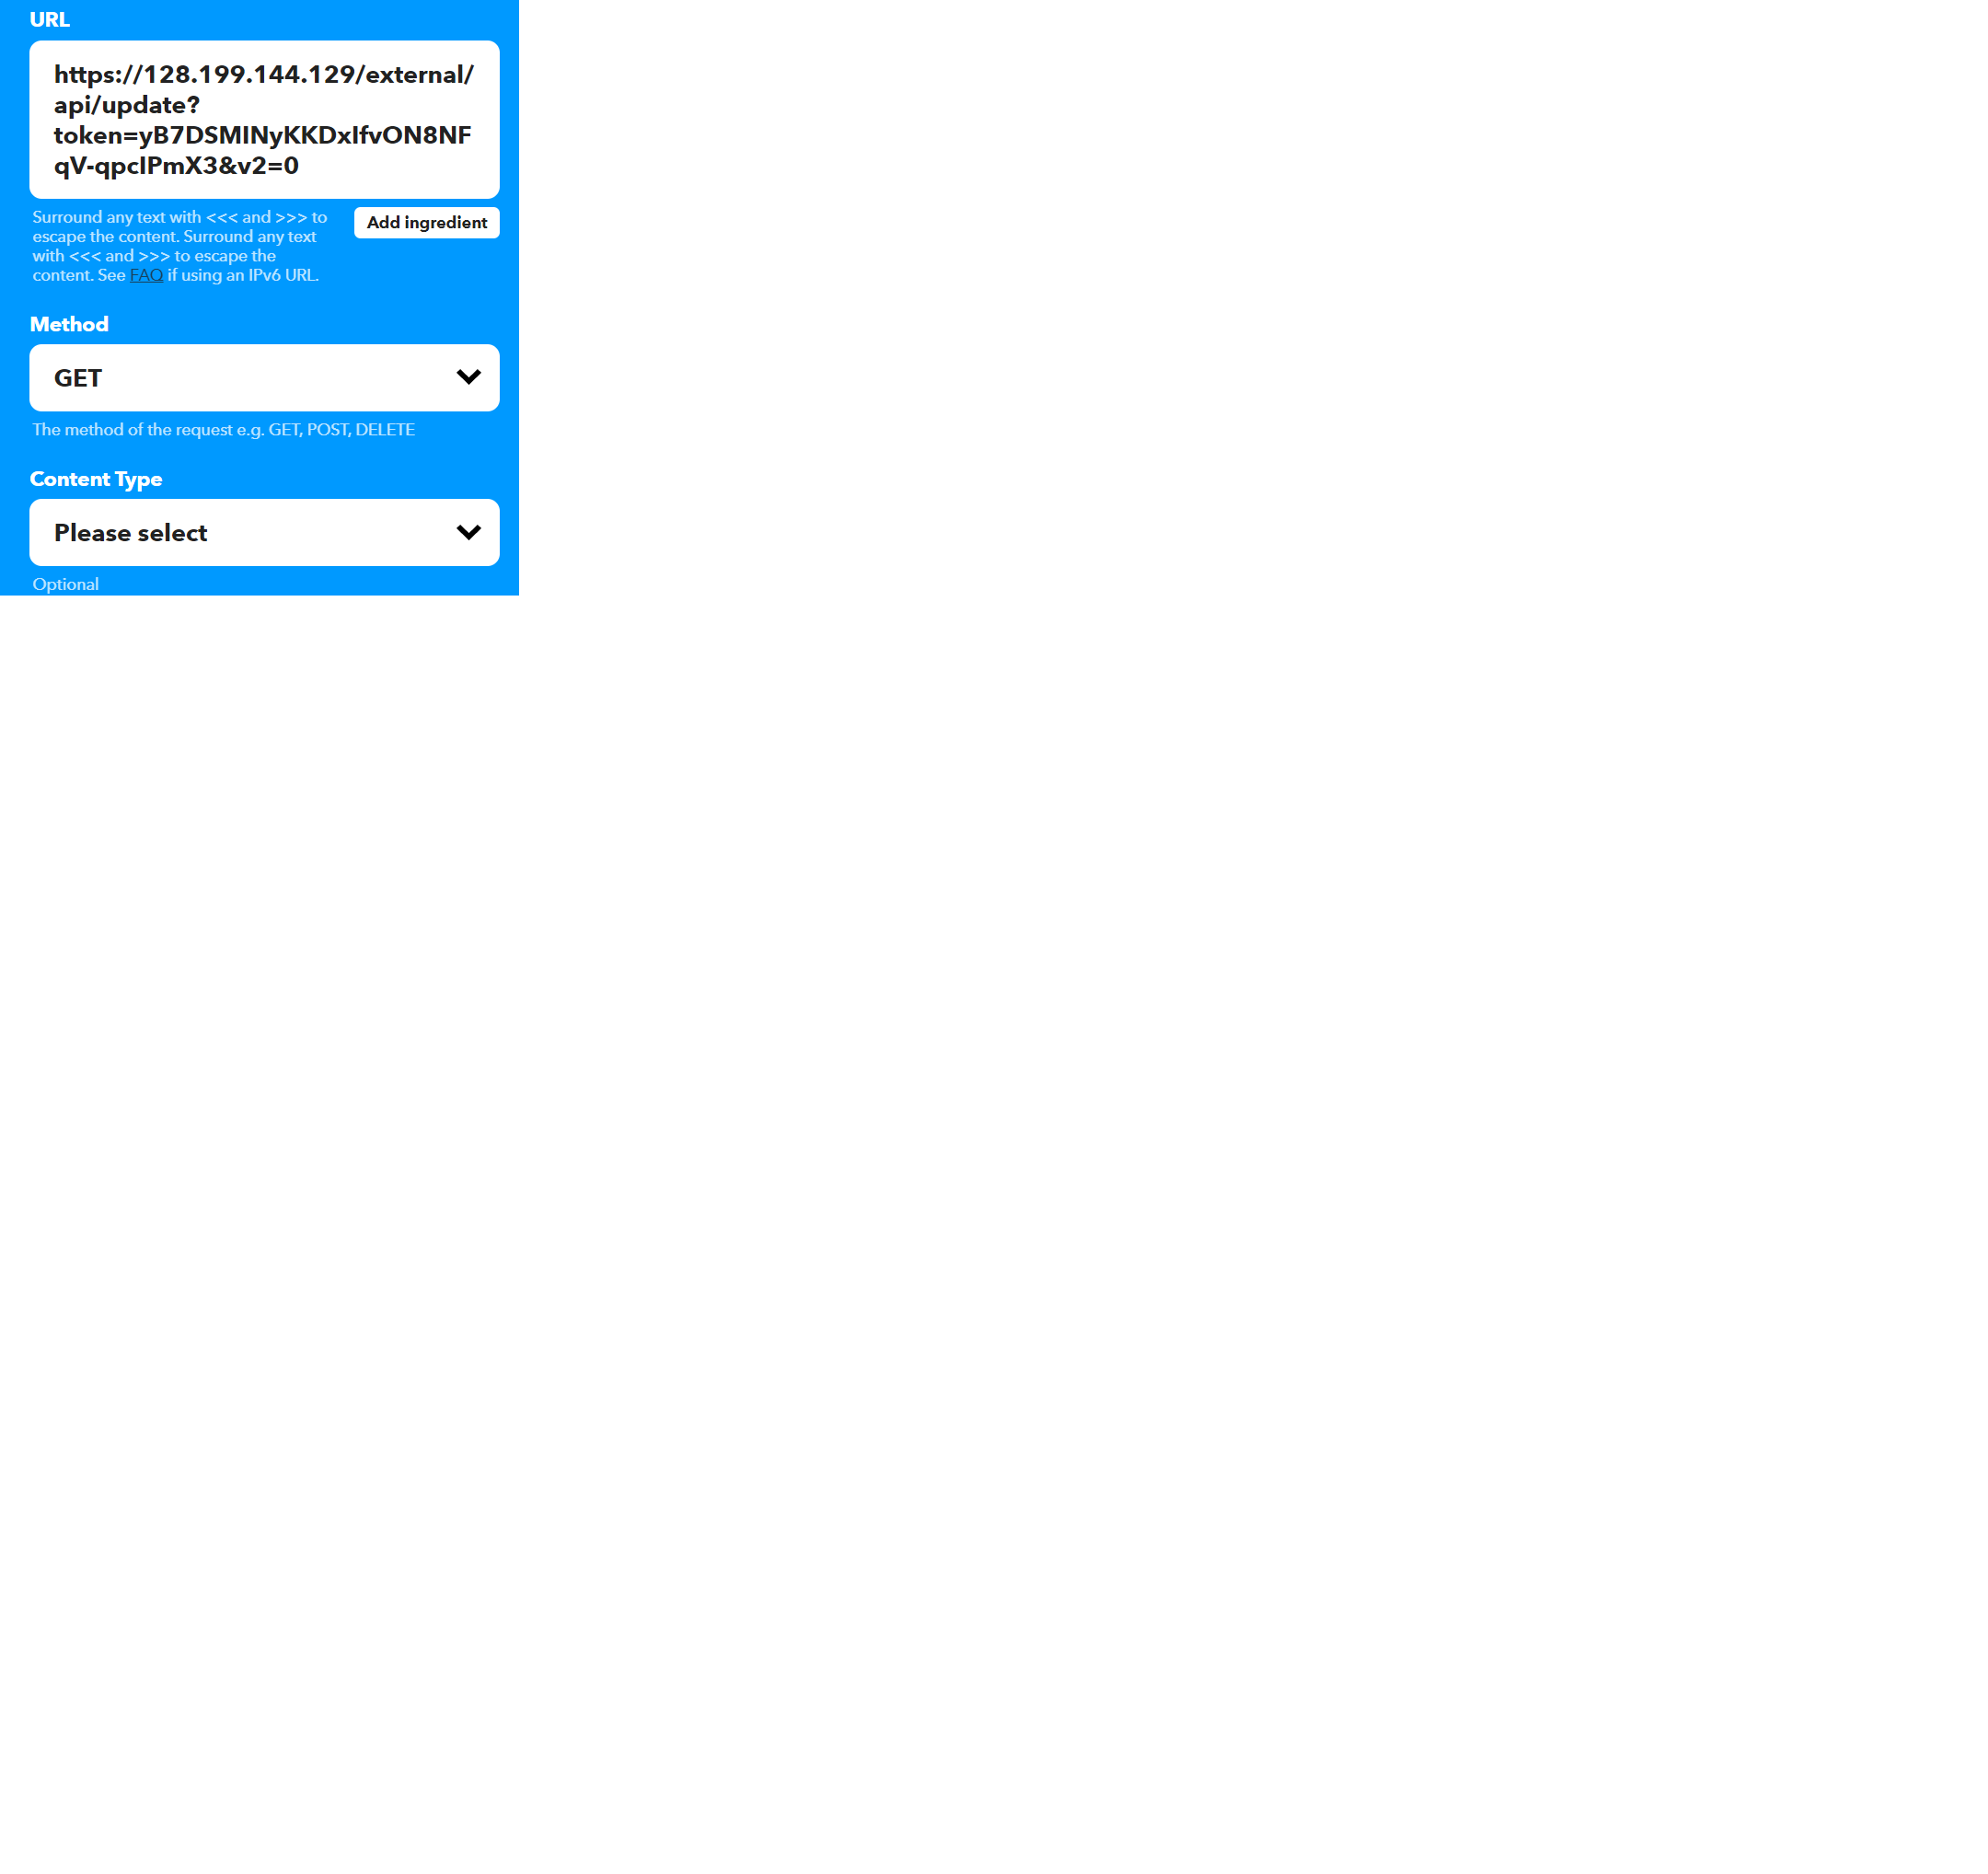 URL
https://128.199.144.129/external/
api/update?
token=yB7DSMINyKKDxIfvON8NF
qV-qpcIPmX3&v2=0
Surround any text with <<< and >>> to
escape the content. Surround any text
with <<< and >>> to escape the
content. See FAQ if using an IPv6 URL.
Add ingredient
Method
GET
The method of the request e.g. GET, POST, DELETE
Content Type
Please select
Optional